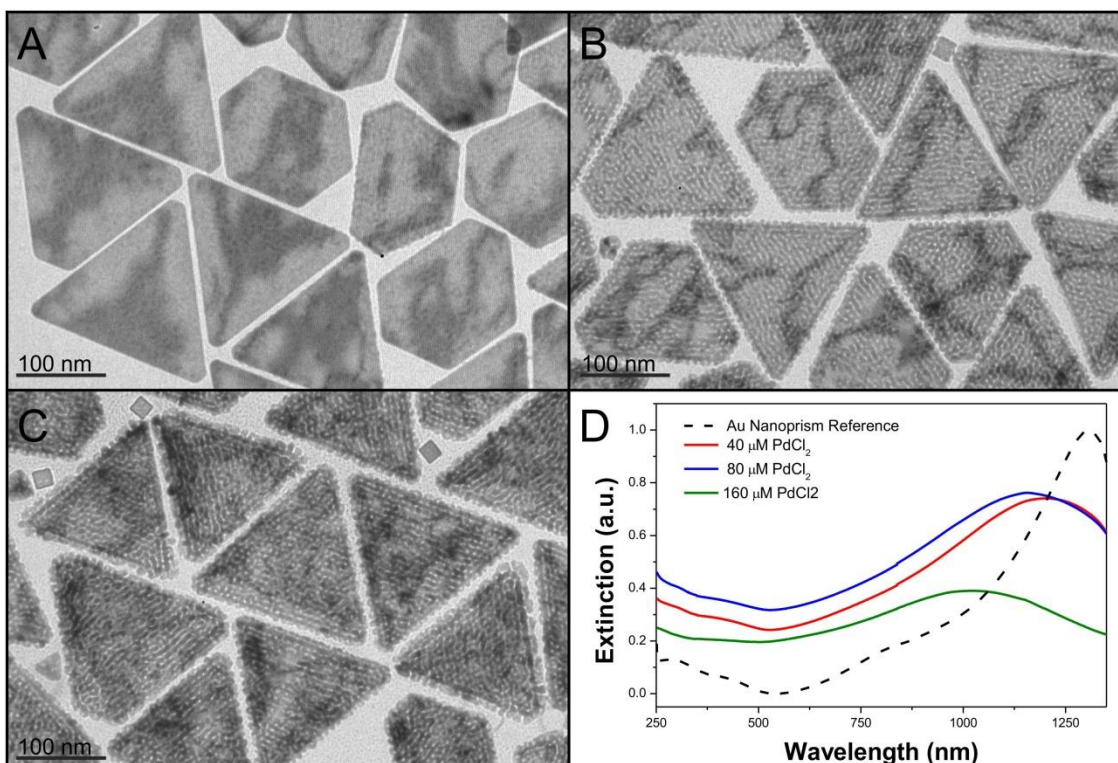 A
100 nm
B
100 nm
C
100 nm
D
Au Nanoprism Reference
40 μM PdCl₂
80 μM PdCl₂
160 μM PdCl2
Extinction (a.u.)
1.0
0.8
0.6
0.4
0.2
0.0
250 500 750 1000 1250
Wavelength (nm)